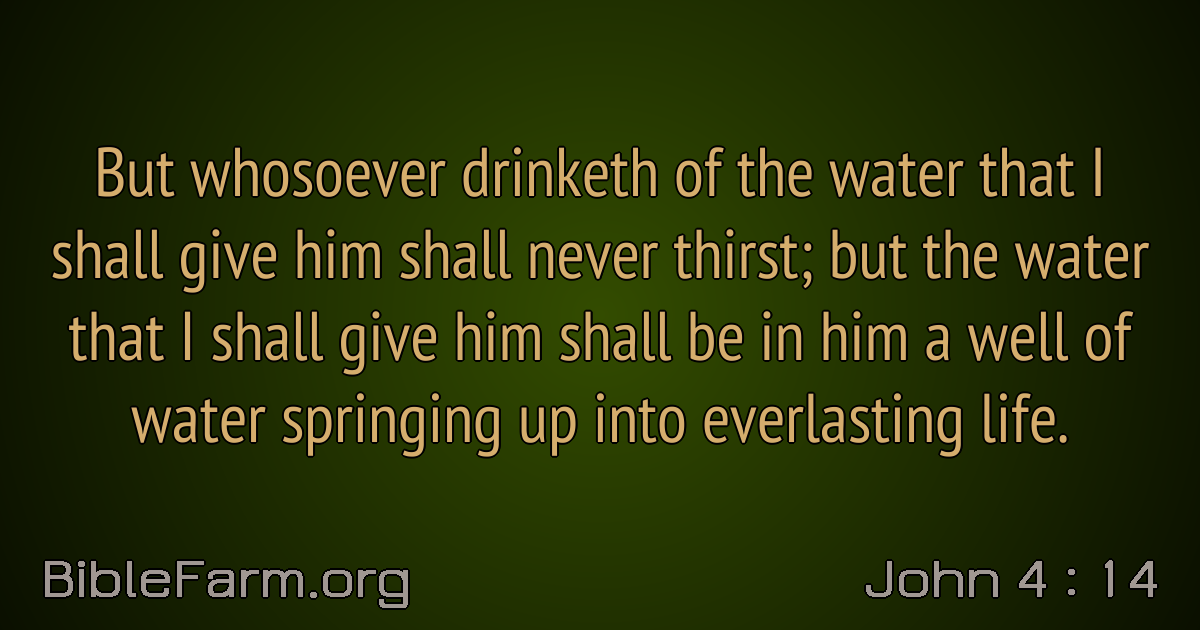 But whosoever drinketh of the water that I
shall give him shall never thirst; but the water
that I shall give him shall be in him a well of
water springing up into everlasting life.
BibleFarm.org
John 4 : 14